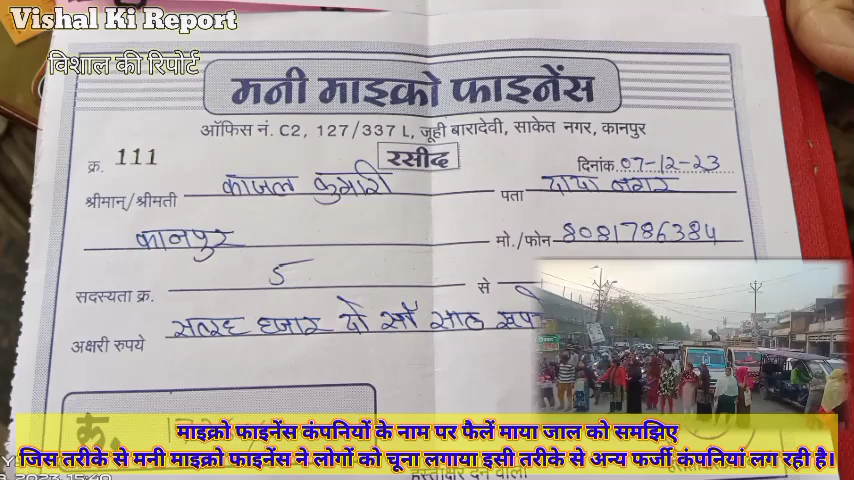 Vishal Ki Report
विशाल की रिपोर्ट
मनी माइक्रो फाइनेंस
ऑफिस नं. C2, 127/337 L, जूही बारादेवी, साकेत नगर, कानपुर
रसीद
क्र. 111
दिनांक 07-12-23
श्रीमान्/श्रीमती काजल कुमारी पता दादा नगर
कानपुर मो./फोन 8081786384
सदस्यता क्र. 5 से
अक्षरी रुपये सत्रह हजार दो सौ साठ
रु.
माइक्रो फाइनेंस कंपनियों के नाम पर फैलें माया जाल को समझिए
जिस तरीके से मनी माइक्रो फाइनेंस ने लोगों को चूना लगाया इसी तरीके से अन्य फर्जी कंपनियां लग रही है।